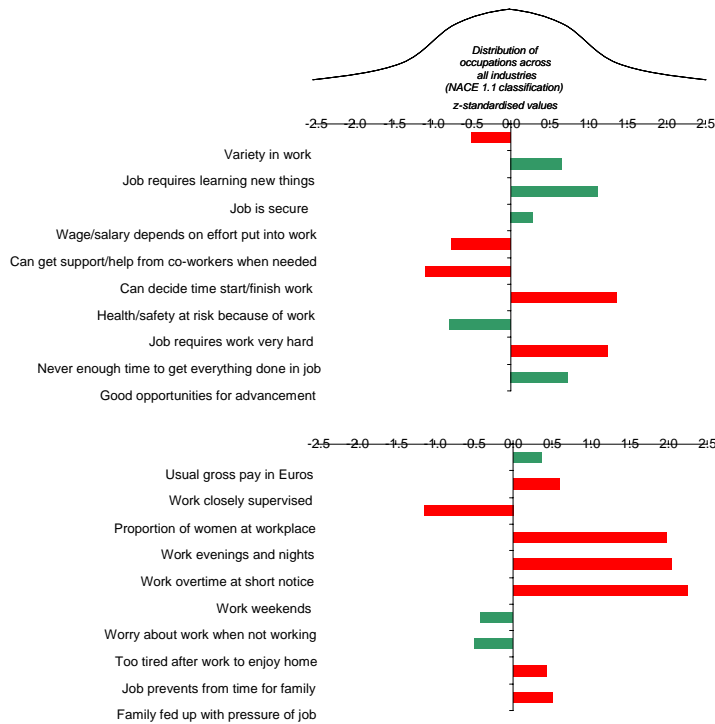 Distribution of
occupations across
all industries
(NACE 1.1 classification)
z-standardised values
-2.5 -2.0 -1.5 -1.0 -0.5 0.0 0.5 1.0 1.5 2.0 2.5
Variety in work
Job requires learning new things
Job is secure
Wage/salary depends on effort put into work
Can get support/help from co-workers when needed
Can decide time start/finish work
Health/safety at risk because of work
Job requires work very hard
Never enough time to get everything done in job
Good opportunities for advancement
-2.5 -2.0 -1.5 -1.0 -0.5 0.0 0.5 1.0 1.5 2.0 2.5
Usual gross pay in Euros
Work closely supervised
Proportion of women at workplace
Work evenings and nights
Work overtime at short notice
Work weekends
Worry about work when not working
Too tired after work to enjoy home
Job prevents from time for family
Family fed up with pressure of job